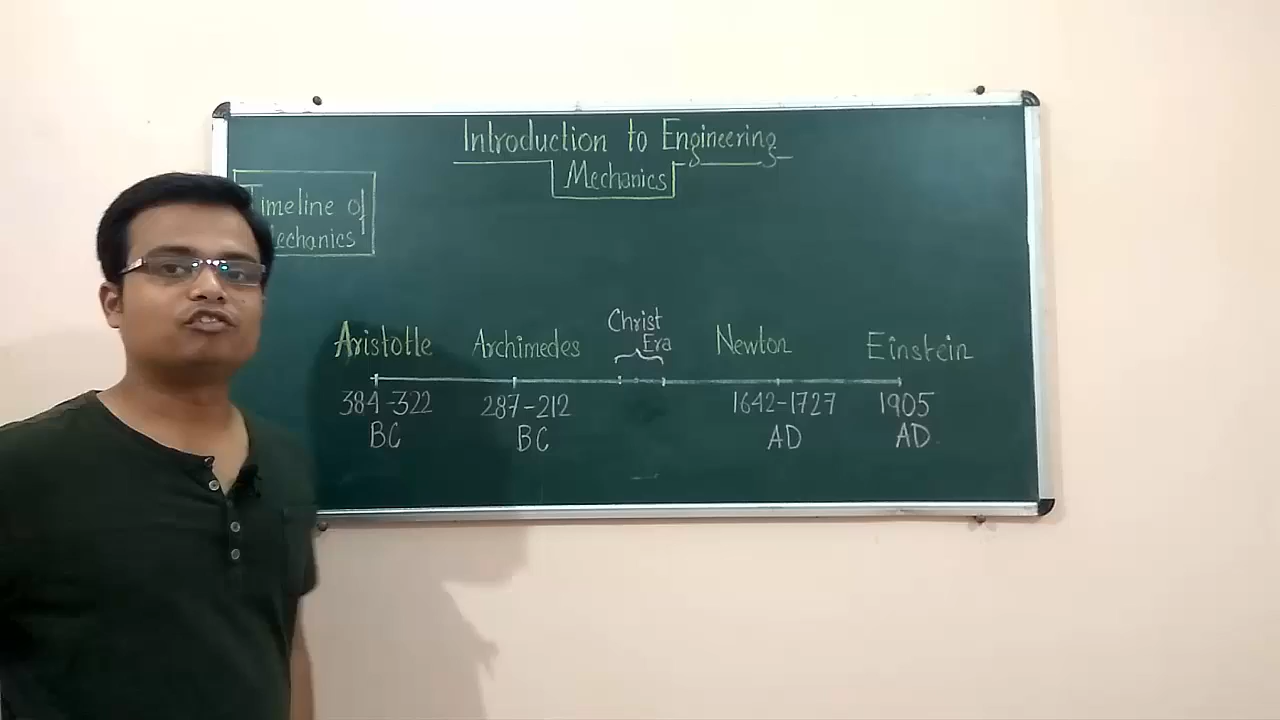 Introduction to Engineering
Mechanics
Timeline of
echanics
Aristotle Archimedes Christ Era Newton Einstein
384-322 287-212 1642-1727 1905
BC BC AD AD